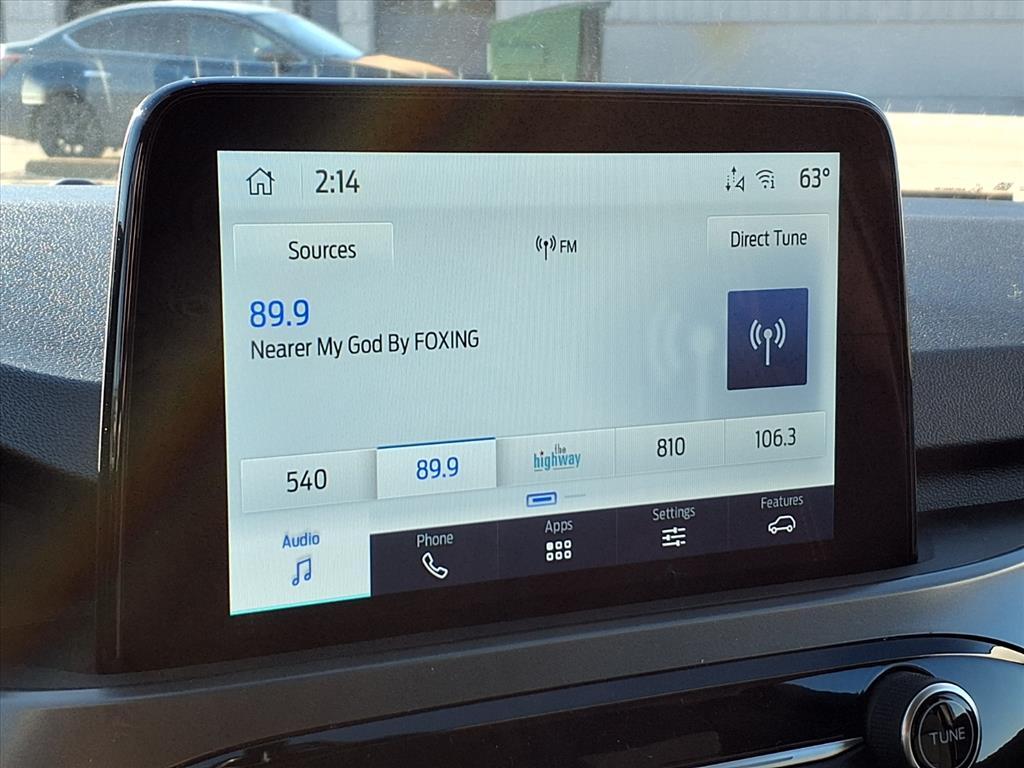 2:14
63°
Sources
FM
Direct Tune
89.9
Nearer My God By FOXING
540
89.9
the highway
810
106.3
Audio
Phone
Apps
Settings
Features
TUNE